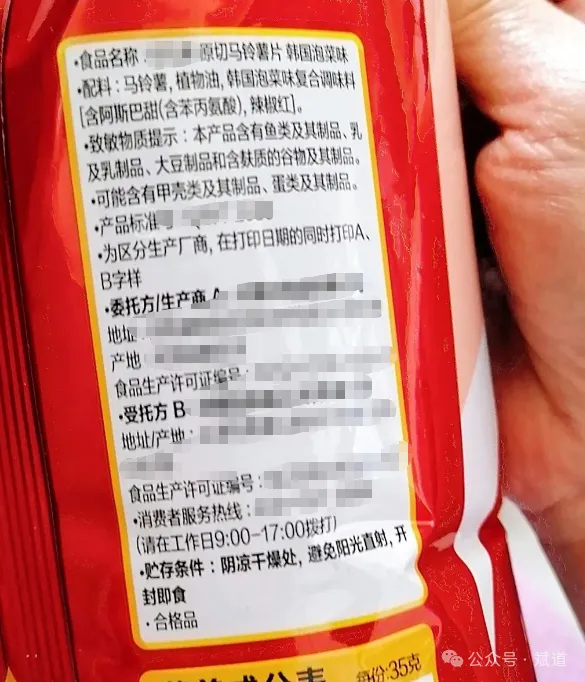 ·食品名称: 原切马铃薯片 韩国泡菜味
·配料:马铃薯,植物油,韩国泡菜味复合调味料
[含阿斯巴甜(含苯丙氨酸),辣椒红]。
·致敏物质提示:本产品含有鱼类及其制品、乳
及乳制品、大豆制品和含麸质的谷物及其制品。
·可能含有甲壳类及其制品、蛋类及其制品。
·产品标准
·为区分生产厂商,在打印日期的同时打印A、
B字样
·委托方/生产商
地址
产地
食品生产许可证编号:
·受托方 B
地址/产地:
食品生产许可证编号:
·消费者服务热线:
(请在工作日9:00-17:00拨打)
·贮存条件:阴凉干燥处,避免阳光直射,开
封即食
·合格品
每份:35克
公众号·斌道